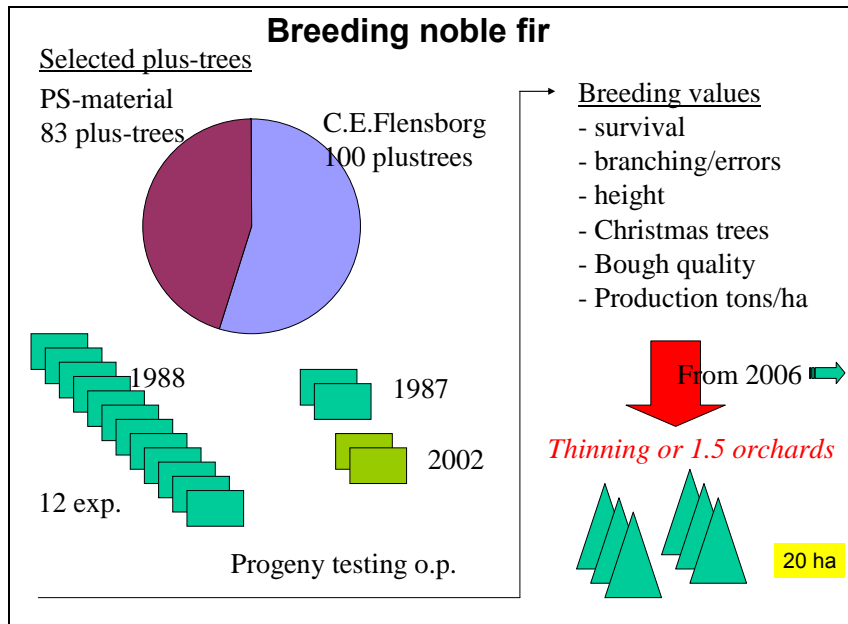 Breeding noble fir
Selected plus-trees
PS-material
83 plus-trees
C.E.Flensborg
100 plustrees
1988
12 exp.
1987
2002
Progeny testing o.p.
Breeding values
- survival
- branching/errors
- height
- Christmas trees
- Bough quality
- Production tons/ha
From 2006
Thinning or 1.5 orchards
20 ha